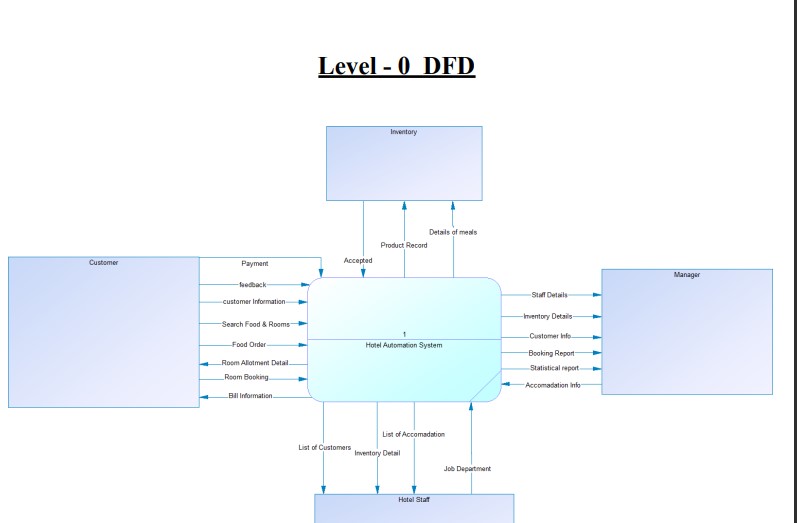 Level - 0 DFD
Inventory
Details of meals
Product Record
Accepted
Customer
Payment
feedback
customer Information
Search Food & Rooms
Food Order
Room Allotment Detail
Room Booking
Bill Information
1
Hotel Automation System
Manager
Staff Details
Inventory Details
Customer Info
Booking Report
Statistical report
Accomadation Info
List of Accomadation
List of Customers
Inventory Detail
Job Department
Hotel Staff